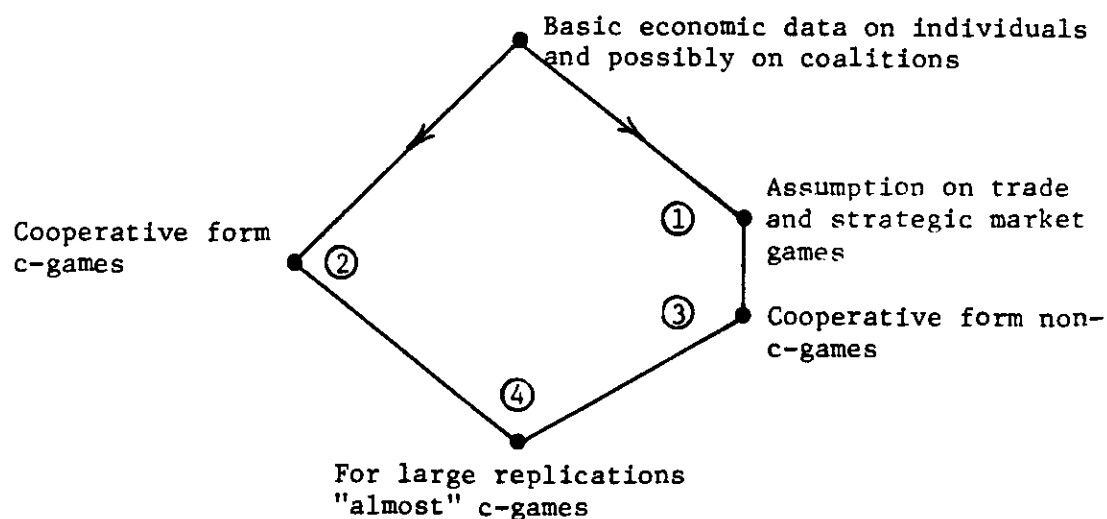 Basic economic data on individuals
and possibly on coalitions
Assumption on trade
and strategic market
games
①
Cooperative form
c-games
②
③
Cooperative form non-
c-games
④
For large replications
"almost" c-games